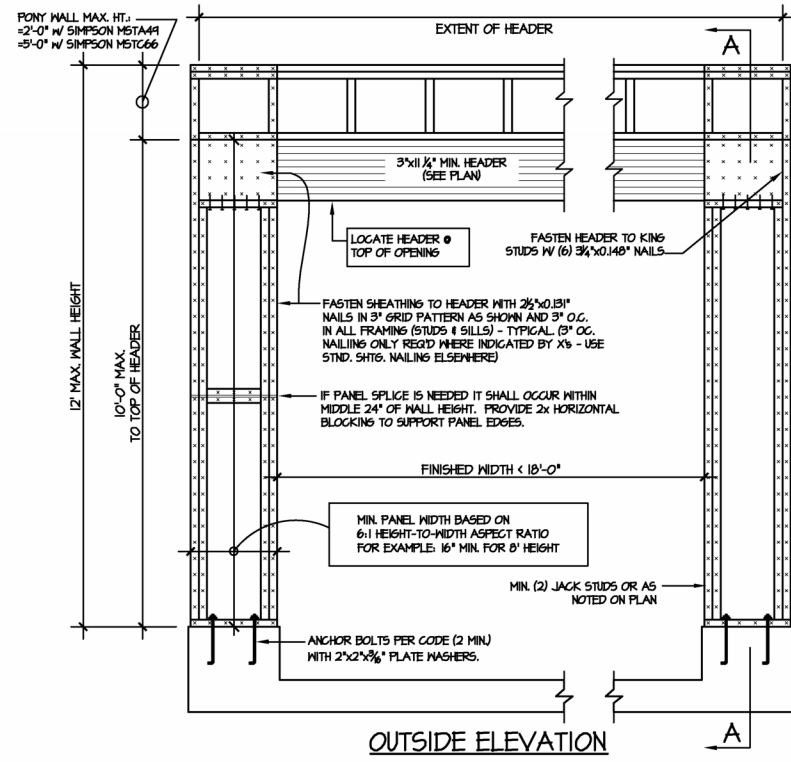 PONY WALL MAX. HT.:
=2'-0" W/ SIMPSON MSTA49
=5'-0" W/ SIMPSON MSTC66
EXTENT OF HEADER
A
3"x11 1/4" MIN. HEADER
(SEE PLAN)
LOCATE HEADER @
TOP OF OPENING
FASTEN HEADER TO KING
STUDS W/ (6) 3 1/4"x0.148" NAILS
FASTEN SHEATHING TO HEADER WITH 2 1/2"x0.131"
NAILS IN 3" GRID PATTERN AS SHOWN AND 3" O.C.
IN ALL FRAMING (STUDS & SILLS) - TYPICAL. (3" OC.
NAILIING ONLY REQ'D WHERE INDICATED BY X's - USE
STND. SHTG. NAILING ELSEWHERE)
12' MAX. WALL HEIGHT
10'-0" MAX.
TO TOP OF HEADER
IF PANEL SPLICE IS NEEDED IT SHALL OCCUR WITHIN
MIDDLE 24" OF WALL HEIGHT. PROVIDE 2x HORIZONTAL
BLOCKING TO SUPPORT PANEL EDGES.
FINISHED WIDTH < 18'-0"
MIN. PANEL WIDTH BASED ON
6:1 HEIGHT-TO-WIDTH ASPECT RATIO
FOR EXAMPLE: 16" MIN. FOR 8' HEIGHT
MIN. (2) JACK STUDS OR AS
NOTED ON PLAN
ANCHOR BOLTS PER CODE (2 MIN.)
WITH 2"x2"x3/16" PLATE WASHERS.
A
OUTSIDE ELEVATION